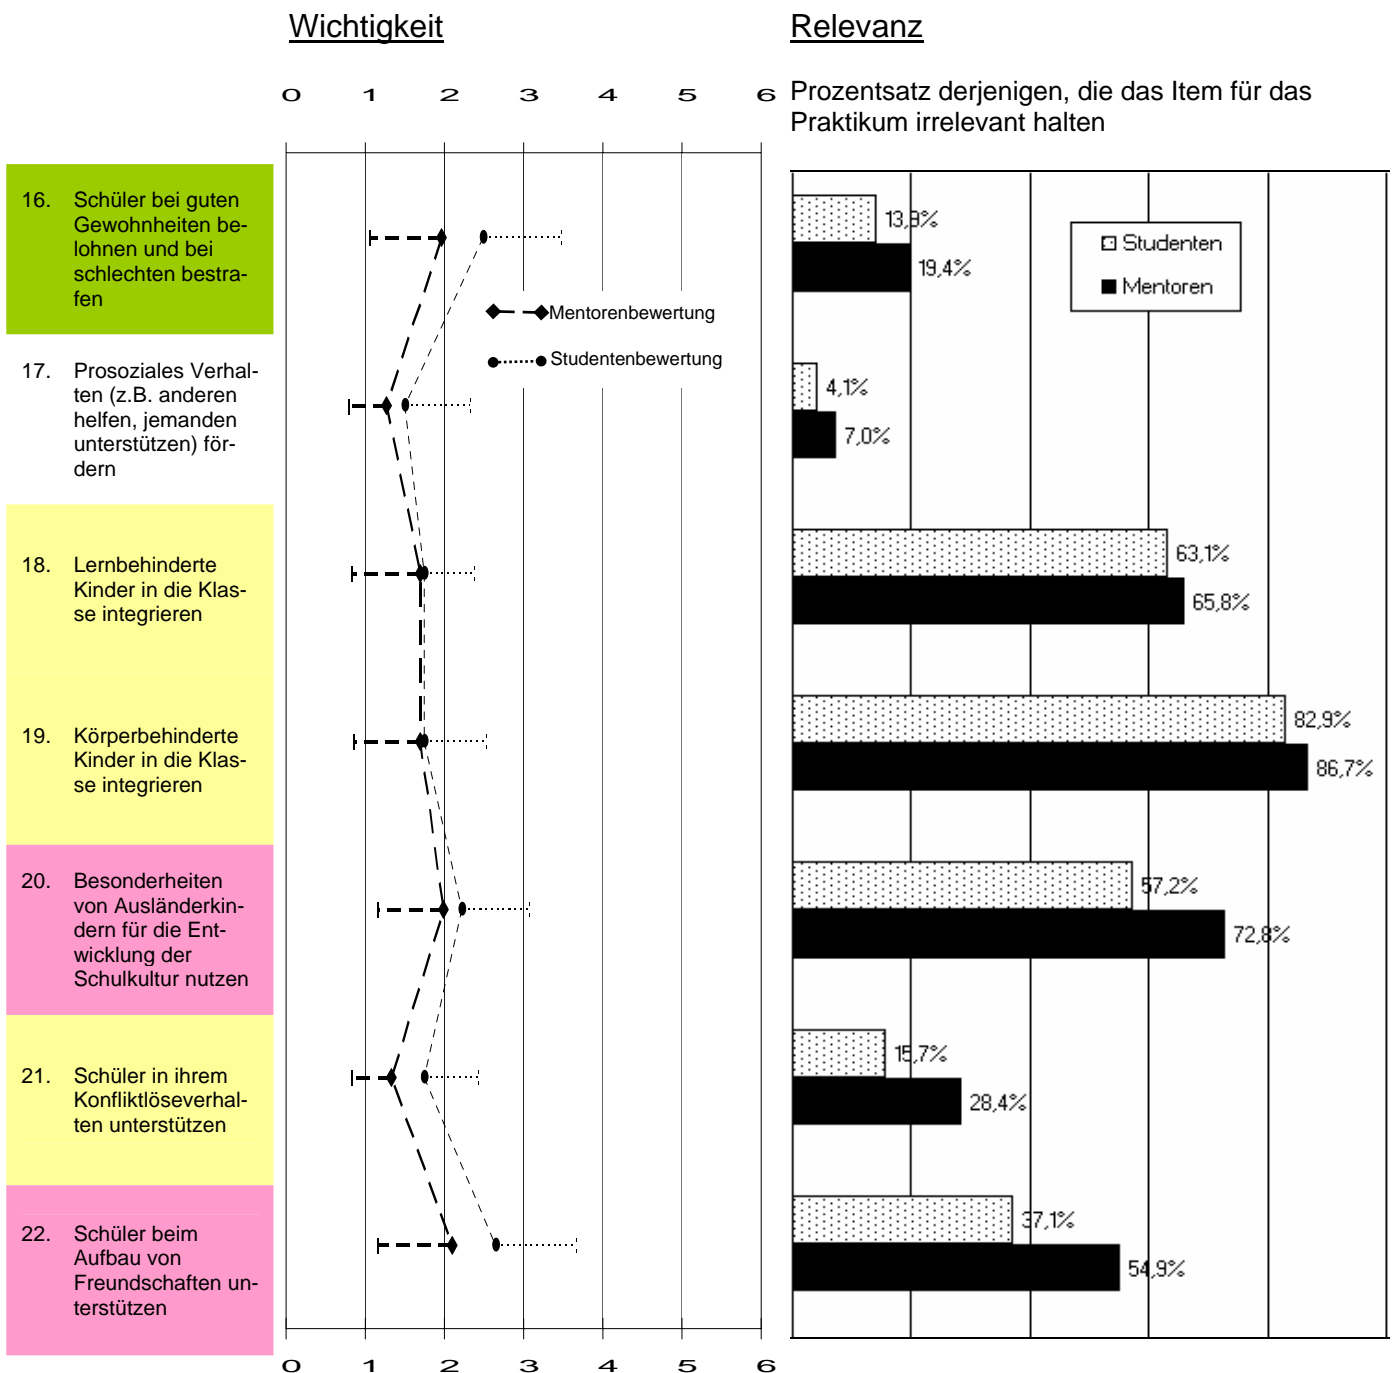 Wichtigkeit
Relevanz
0 1 2 3 4 5 6
Prozentsatz derjenigen, die das Item für das
Praktikum irrelevant halten
16. Schüler bei guten
Gewohnheiten be-
lohnen und bei
schlechten bestra-
fen
Mentorenbewertung
Studentenbewertung
13,8%
19,4%
Studenten
Mentoren
17. Prosoziales Verhal-
ten (z.B. anderen
helfen, jemanden
unterstützen) för-
dern
4,1%
7,0%
18. Lernbehinderte
Kinder in die Klas-
se integrieren
63,1%
65,8%
19. Körperbehinderte
Kinder in die Klas-
se integrieren
82,9%
86,7%
20. Besonderheiten
von Ausländerkin-
dern für die Ent-
wicklung der
Schulkultur nutzen
57,2%
72,8%
21. Schüler in ihrem
Konfliktlöseverhal-
ten unterstützen
15,7%
28,4%
22. Schüler beim
Aufbau von
Freundschaften un-
terstützen
37,1%
54,9%
0 1 2 3 4 5 6